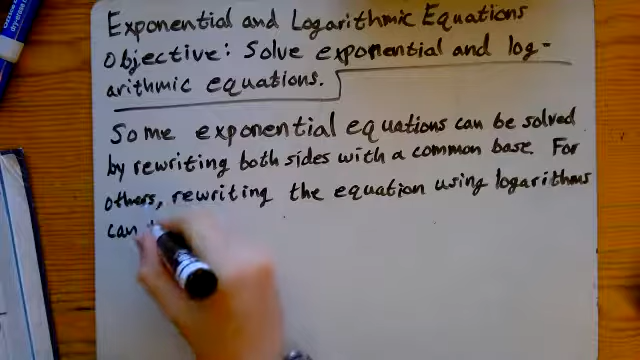 Exponential and Logarithmic Equations
Objective: Solve exponential and log-
arithmic equations.
Some exponential equations can be solved
by rewriting both sides with a common base. For
others, rewriting the equation using logarithms
can